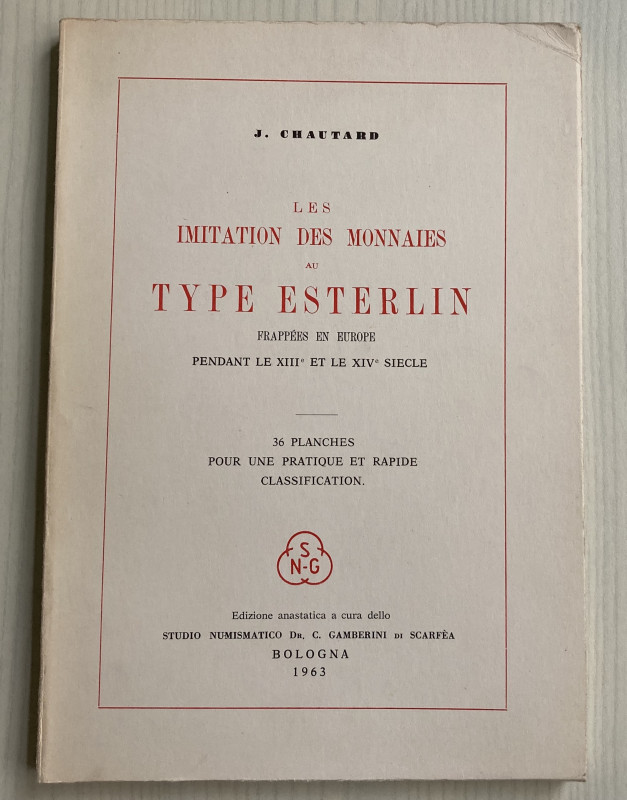 J. CHAUTARD
LES
IMITATION DES MONNAIES
AU
TYPE ESTERLIN
FRAPPÉES EN EUROPE
PENDANT LE XIIIe ET LE XIVe SIECLE
36 PLANCHES
POUR UNE PRATIQUE ET RAPIDE
CLASSIFICATION.
S
N-G
Edizione anastatica a cura dello
STUDIO NUMISMATICO DR. C. GAMBERINI DI SCARFÈA
BOLOGNA
1963